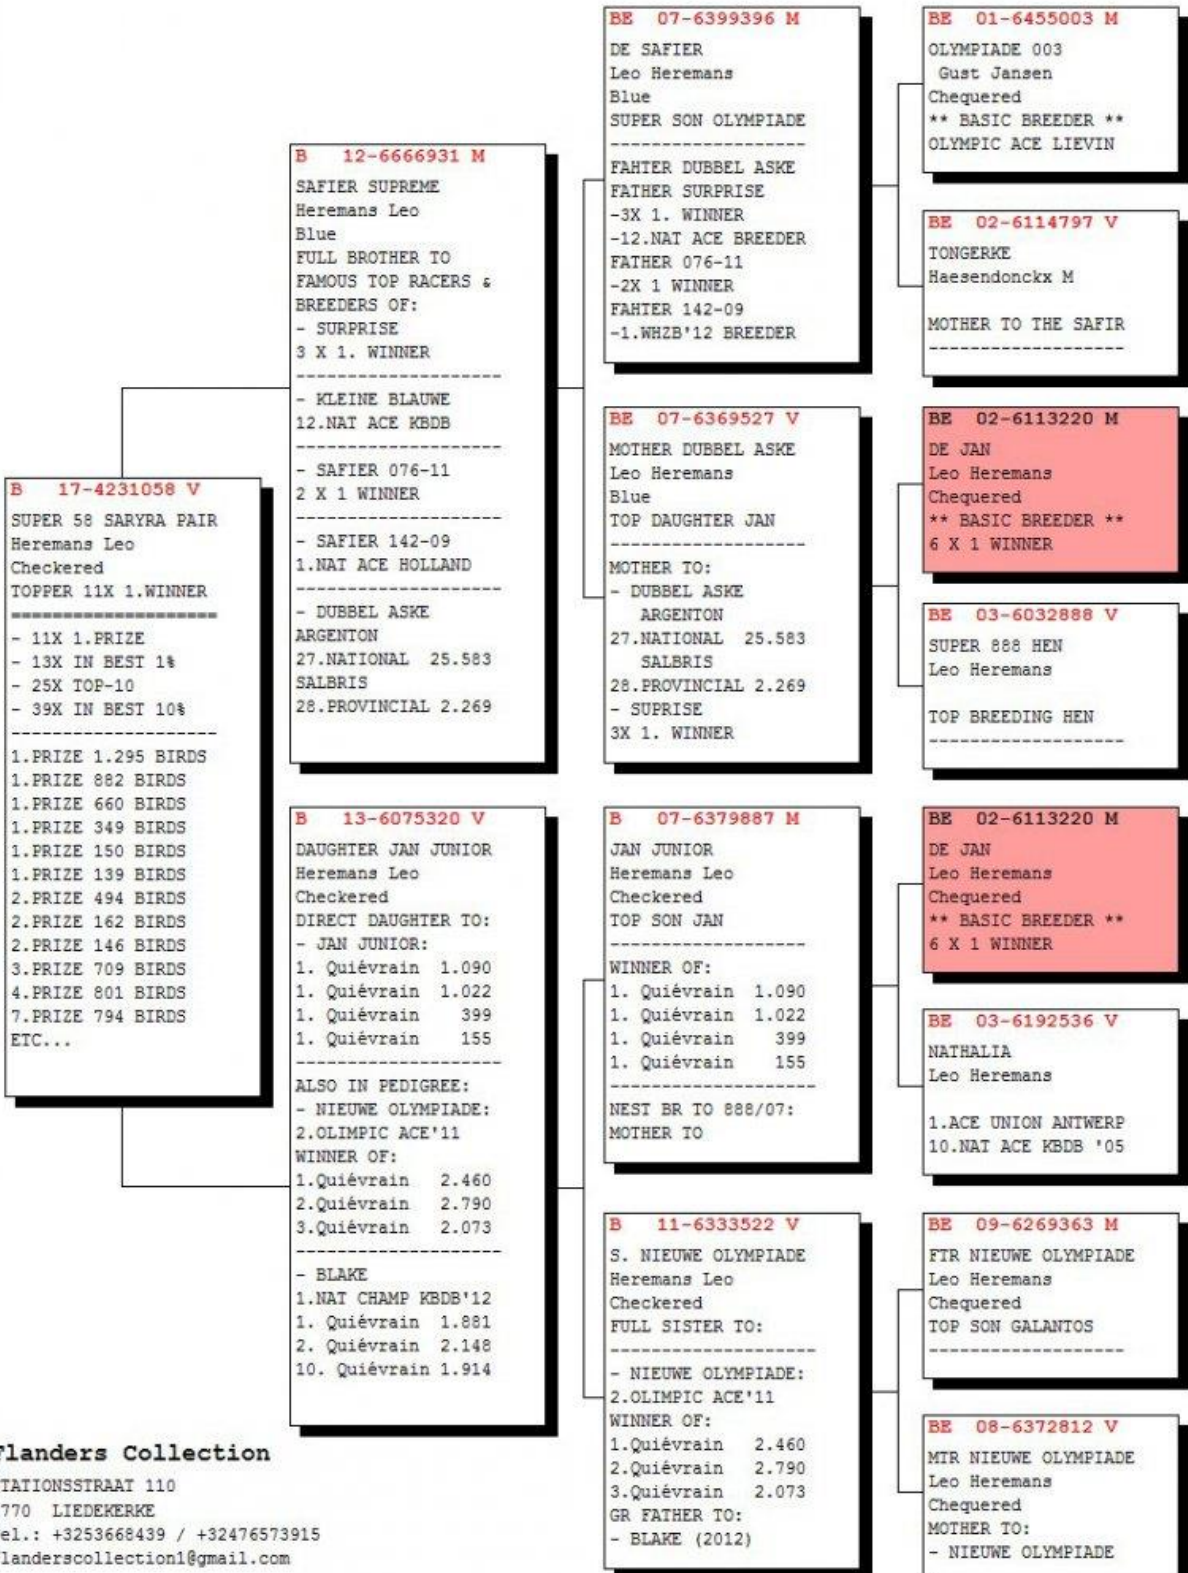 B 17-4231058 V
SUPER 58 SARYRA PAIR
Heremans Leo
Checkered
TOPPER 11X 1.WINNER
====================
- 11X 1.PRIZE
- 13X IN BEST 1%
- 25X TOP-10
- 39X IN BEST 10%
--------------------
1.PRIZE 1.295 BIRDS
1.PRIZE 882 BIRDS
1.PRIZE 660 BIRDS
1.PRIZE 349 BIRDS
1.PRIZE 150 BIRDS
1.PRIZE 139 BIRDS
2.PRIZE 494 BIRDS
2.PRIZE 162 BIRDS
2.PRIZE 146 BIRDS
3.PRIZE 709 BIRDS
4.PRIZE 801 BIRDS
7.PRIZE 794 BIRDS
ETC...
B 12-6666931 M
SAFIER SUPREME
Heremans Leo
Blue
FULL BROTHER TO
FAMOUS TOP RACERS &
BREEDERS OF:
- SURPRISE
3 X 1. WINNER
--------------------
- KLEINE BLAUWE
12.NAT ACE KBDB
--------------------
- SAFIER 076-11
2 X 1 WINNER
--------------------
- SAFIER 142-09
1.NAT ACE HOLLAND
--------------------
- DUBBEL ASKE
ARGENTON
27.NATIONAL 25.583
SALBRIS
28.PROVINCIAL 2.269
B 13-6075320 V
DAUGHTER JAN JUNIOR
Heremans Leo
Checkered
DIRECT DAUGHTER TO:
- JAN JUNIOR:
1. Quiévrain 1.090
1. Quiévrain 1.022
1. Quiévrain 399
1. Quiévrain 155
--------------------
ALSO IN PEDIGREE:
- NIEUWE OLYMPIADE:
2.OLIMPIC ACE'11
WINNER OF:
1.Quiévrain 2.460
2.Quiévrain 2.790
3.Quiévrain 2.073
--------------------
- BLAKE
1.NAT CHAMP KBDB'12
1. Quiévrain 1.881
2. Quiévrain 2.148
10. Quiévrain 1.914
BE 07-6399396 M
DE SAFIER
Leo Heremans
Blue
SUPER SON OLYMPIADE
-------------------
FAHTER DUBBEL ASKE
FATHER SURPRISE
-3X 1. WINNER
-12.NAT ACE BREEDER
FATHER 076-11
-2X 1 WINNER
FAHTER 142-09
-1.WHZB'12 BREEDER
BE 07-6369527 V
MOTHER DUBBEL ASKE
Leo Heremans
Blue
TOP DAUGHTER JAN
-------------------
MOTHER TO:
- DUBBEL ASKE
ARGENTON
27.NATIONAL 25.583
SALBRIS
28.PROVINCIAL 2.269
- SUPRISE
3X 1. WINNER
B 07-6379887 M
JAN JUNIOR
Heremans Leo
Checkered
TOP SON JAN
-------------------
WINNER OF:
1. Quiévrain 1.090
1. Quiévrain 1.022
1. Quiévrain 399
1. Quiévrain 155
--------------------
NEST BR TO 888/07:
MOTHER TO
B 11-6333522 V
S. NIEUWE OLYMPIADE
Heremans Leo
Checkered
FULL SISTER TO:
--------------------
- NIEUWE OLYMPIADE:
2.OLIMPIC ACE'11
WINNER OF:
1.Quiévrain 2.460
2.Quiévrain 2.790
3.Quiévrain 2.073
GR FATHER TO:
- BLAKE (2012)
BE 01-6455003 M
OLYMPIADE 003
Gust Jansen
Chequered
** BASIC BREEDER **
OLYMPIC ACE LIEVIN
BE 02-6114797 V
TONGERKE
Haesendonckx M
MOTHER TO THE SAFIR
-------------------
BE 02-6113220 M
DE JAN
Leo Heremans
Chequered
** BASIC BREEDER **
6 X 1 WINNER
BE 03-6032888 V
SUPER 888 HEN
Leo Heremans
TOP BREEDING HEN
-------------------
BE 02-6113220 M
DE JAN
Leo Heremans
Chequered
** BASIC BREEDER **
6 X 1 WINNER
BE 03-6192536 V
NATHALIA
Leo Heremans
1.ACE UNION ANTWERP
10.NAT ACE KBDB '05
BE 09-6269363 M
FTR NIEUWE OLYMPIADE
Leo Heremans
Chequered
TOP SON GALANTOS
-------------------
BE 08-6372812 V
MTR NIEUWE OLYMPIADE
Leo Heremans
Chequered
MOTHER TO:
- NIEUWE OLYMPIADE
Flanders Collection
TATIONSSTRAAT 110
770 LIEDEKERKE
el.: +3253668439 / +32476573915
landerscollection1@gmail.com